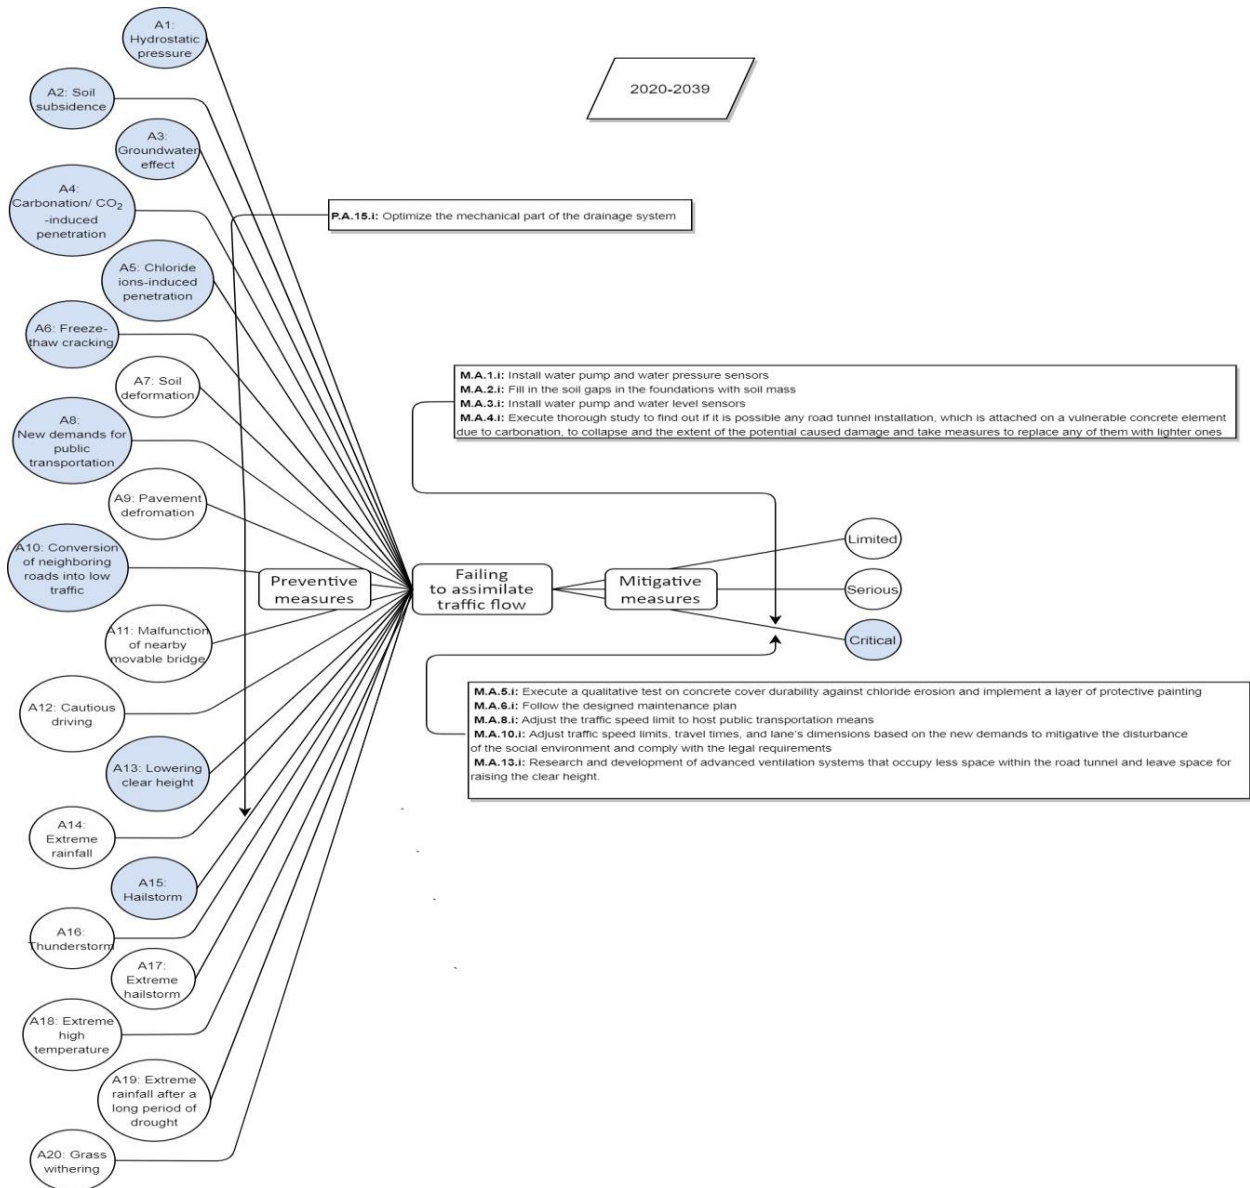 A1:
Hydrostatic
pressure
2020-2039
A2: Soil
subsidence
A3:
Groundwater
effect
A4:
Carbonation/ CO2
-induced
penetration
P.A.15.i: Optimize the mechanical part of the drainage system
A5: Chloride
ions-induced
penetration
A6: Freeze-
thaw cracking
A7: Soil
deformation
M.A.1.i: Install water pump and water pressure sensors
M.A.2.i: Fill in the soil gaps in the foundations with soil mass
M.A.3.i: Install water pump and water level sensors
M.A.4.i: Execute thorough study to find out if it is possible any road tunnel installation, which is attached on a vulnerable concrete element
due to carbonation, to collapse and the extent of the potential caused damage and take measures to replace any of them with lighter ones
A8:
New demands for
public
transportation
A9: Pavement
defromation
A10: Conversion
of neighboring
roads into low
traffic
Preventive
measures
Failing
to assimilate
traffic flow
Mitigative
measures
Limited
Serious
Critical
A11: Malfunction
of nearby
movable bridge
A12: Cautious
driving
M.A.5.i: Execute a qualitative test on concrete cover durability against chloride erosion and implement a layer of protective painting
M.A.6.i: Follow the designed maintenance plan
M.A.8.i: Adjust the traffic speed limit to host public transportation means
M.A.10.i: Adjust traffic speed limits, travel times, and lane's dimensions based on the new demands to mitigative the disturbance
of the social environment and comply with the legal requirements
M.A.13.i: Research and development of advanced ventilation systems that occupy less space within the road tunnel and leave space for
raising the clear height.
A13: Lowering
clear height
A14:
Extreme
rainfall
A15:
Hailstorm
A16:
Thunderstorm
A17:
Extreme
hailstorm
A18: Extreme
high
temperature
A19: Extreme
rainfall after a
long period of
drought
A20: Grass
withering